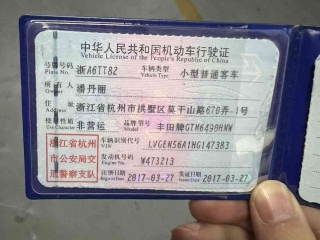 中华人民共和国机动车行驶证
Vehicle License of the People's Republic of China
号牌号码 浙A6TT82 车辆类型 小型普通客车
Plate No. Vehicle Type
所有人 潘丹丽
Owner
住址 浙江省杭州市拱墅区莫干山路670弄-1号
Address
使用性质 非营运 品牌型号 丰田牌GTM6480
Use Character Model
浙江省杭州市公安局交通警察支队
车辆识别代号 LVGEN56A1HG147383
VIN
发动机号码 W473213
Engine No.
注册日期 2017-03-27 发证日期 2017-03-27
Register Date Issue Date